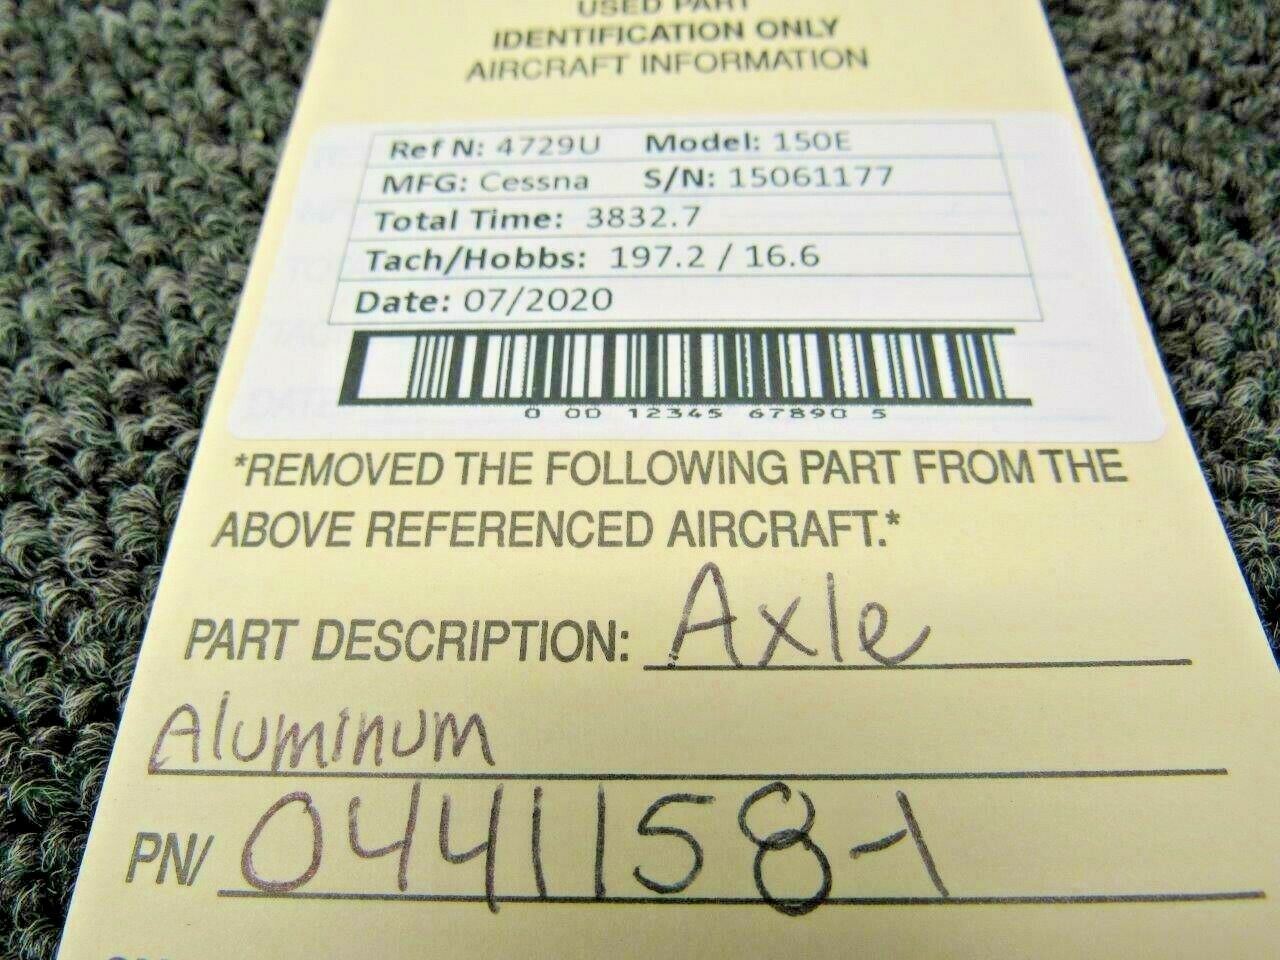 USED PART
IDENTIFICATION ONLY
AIRCRAFT INFORMATION
Ref N: 4729U Model: 150E
MFG: Cessna S/N: 15061177
Total Time: 3832.7
Tach/Hobbs: 197.2 / 16.6
Date: 07/2020
0 00 12345 67890 5
*REMOVED THE FOLLOWING PART FROM THE
ABOVE REFERENCED AIRCRAFT.*
PART DESCRIPTION: Axle
Aluminum
PN/ 0441158-1